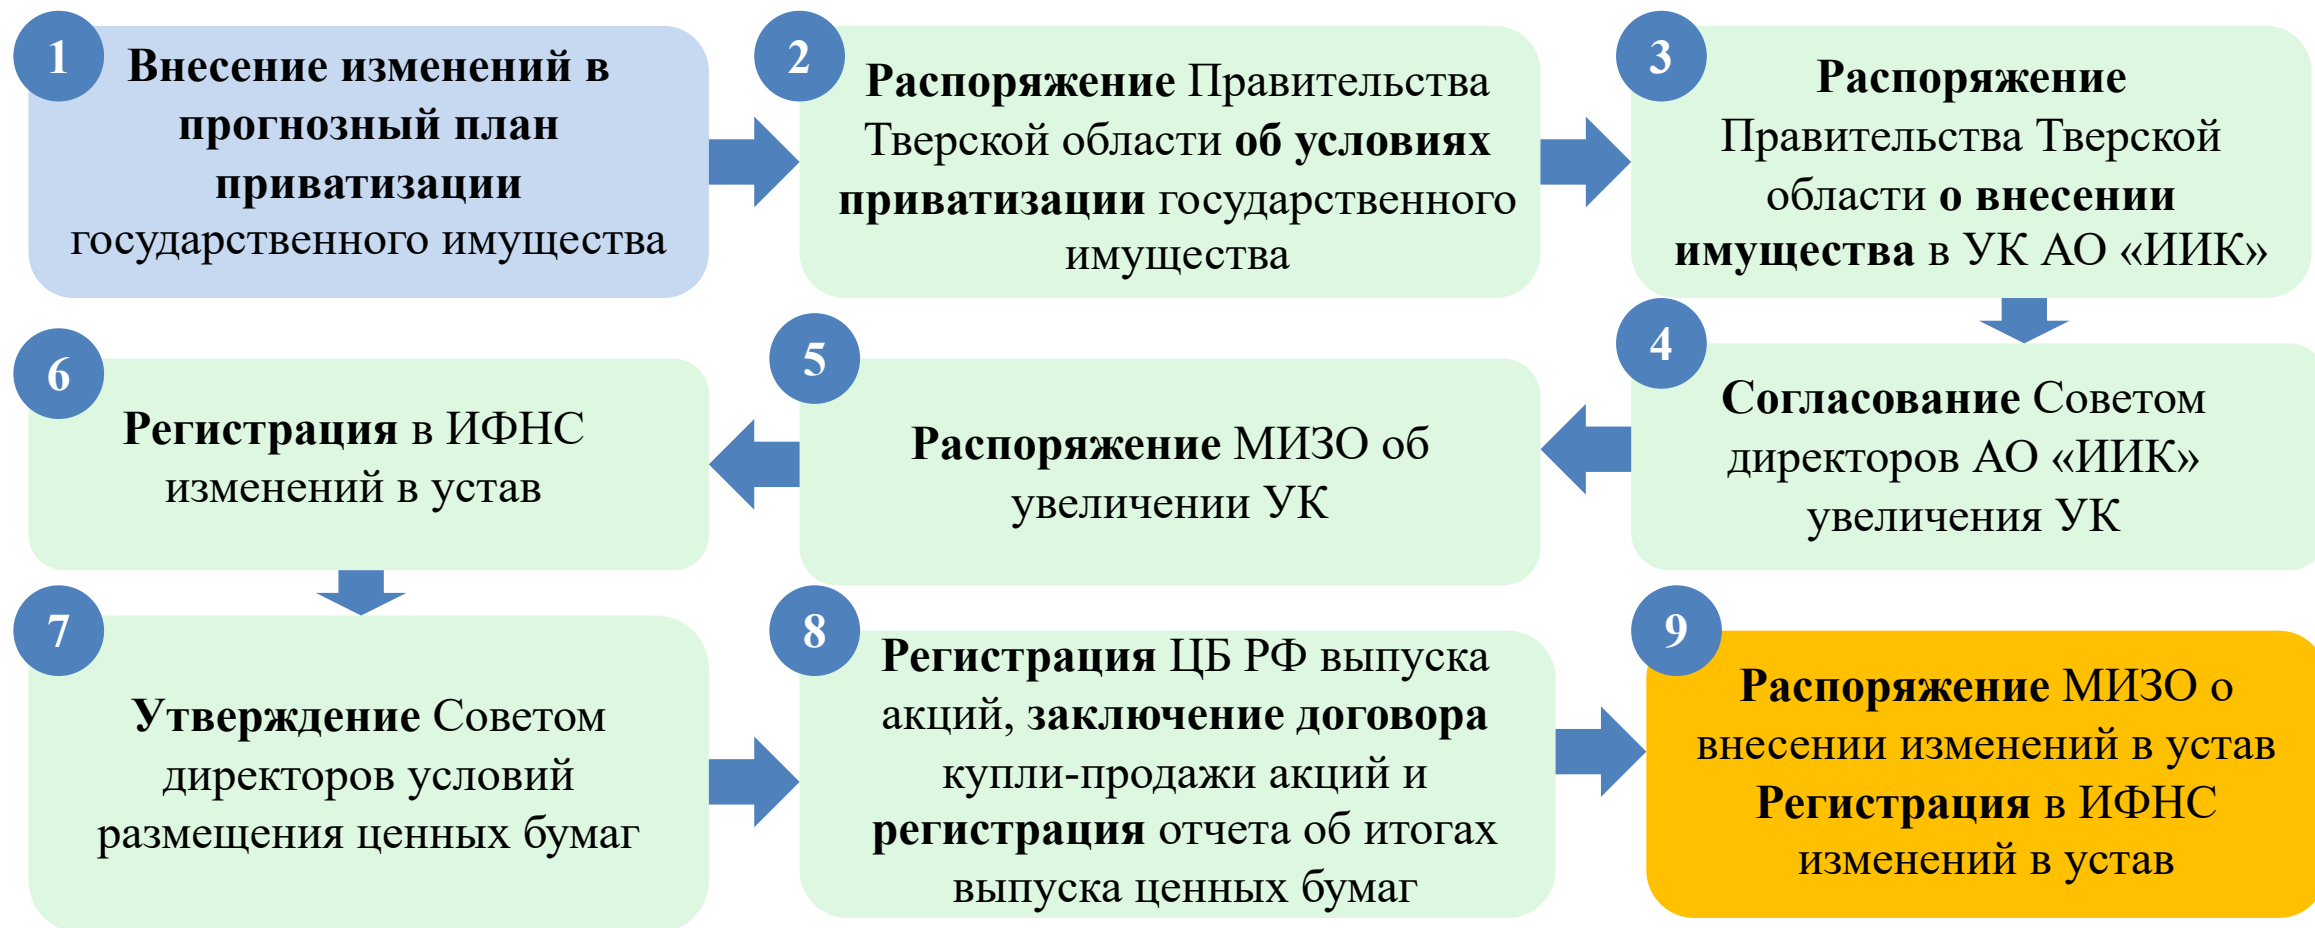 1
Внесение изменений в
прогнозный план
приватизации
государственного имущества
2
Распоряжение Правительства
Тверской области об условиях
приватизации государственного
имущества
3
Распоряжение
Правительства Тверской
области о внесении
имущества в УК АО «ИИК»
4
Согласование Советом
директоров АО «ИИК»
увеличения УК
5
Распоряжение МИЗО об
увеличении УК
6
Регистрация в ИФНС
изменений в устав
7
Утверждение Советом
директоров условий
размещения ценных бумаг
8
Регистрация ЦБ РФ выпуска
акций, заключение договора
купли-продажи акций и
регистрация отчета об итогах
выпуска ценных бумаг
9
Распоряжение МИЗО о
внесении изменений в устав
Регистрация в ИФНС
изменений в устав